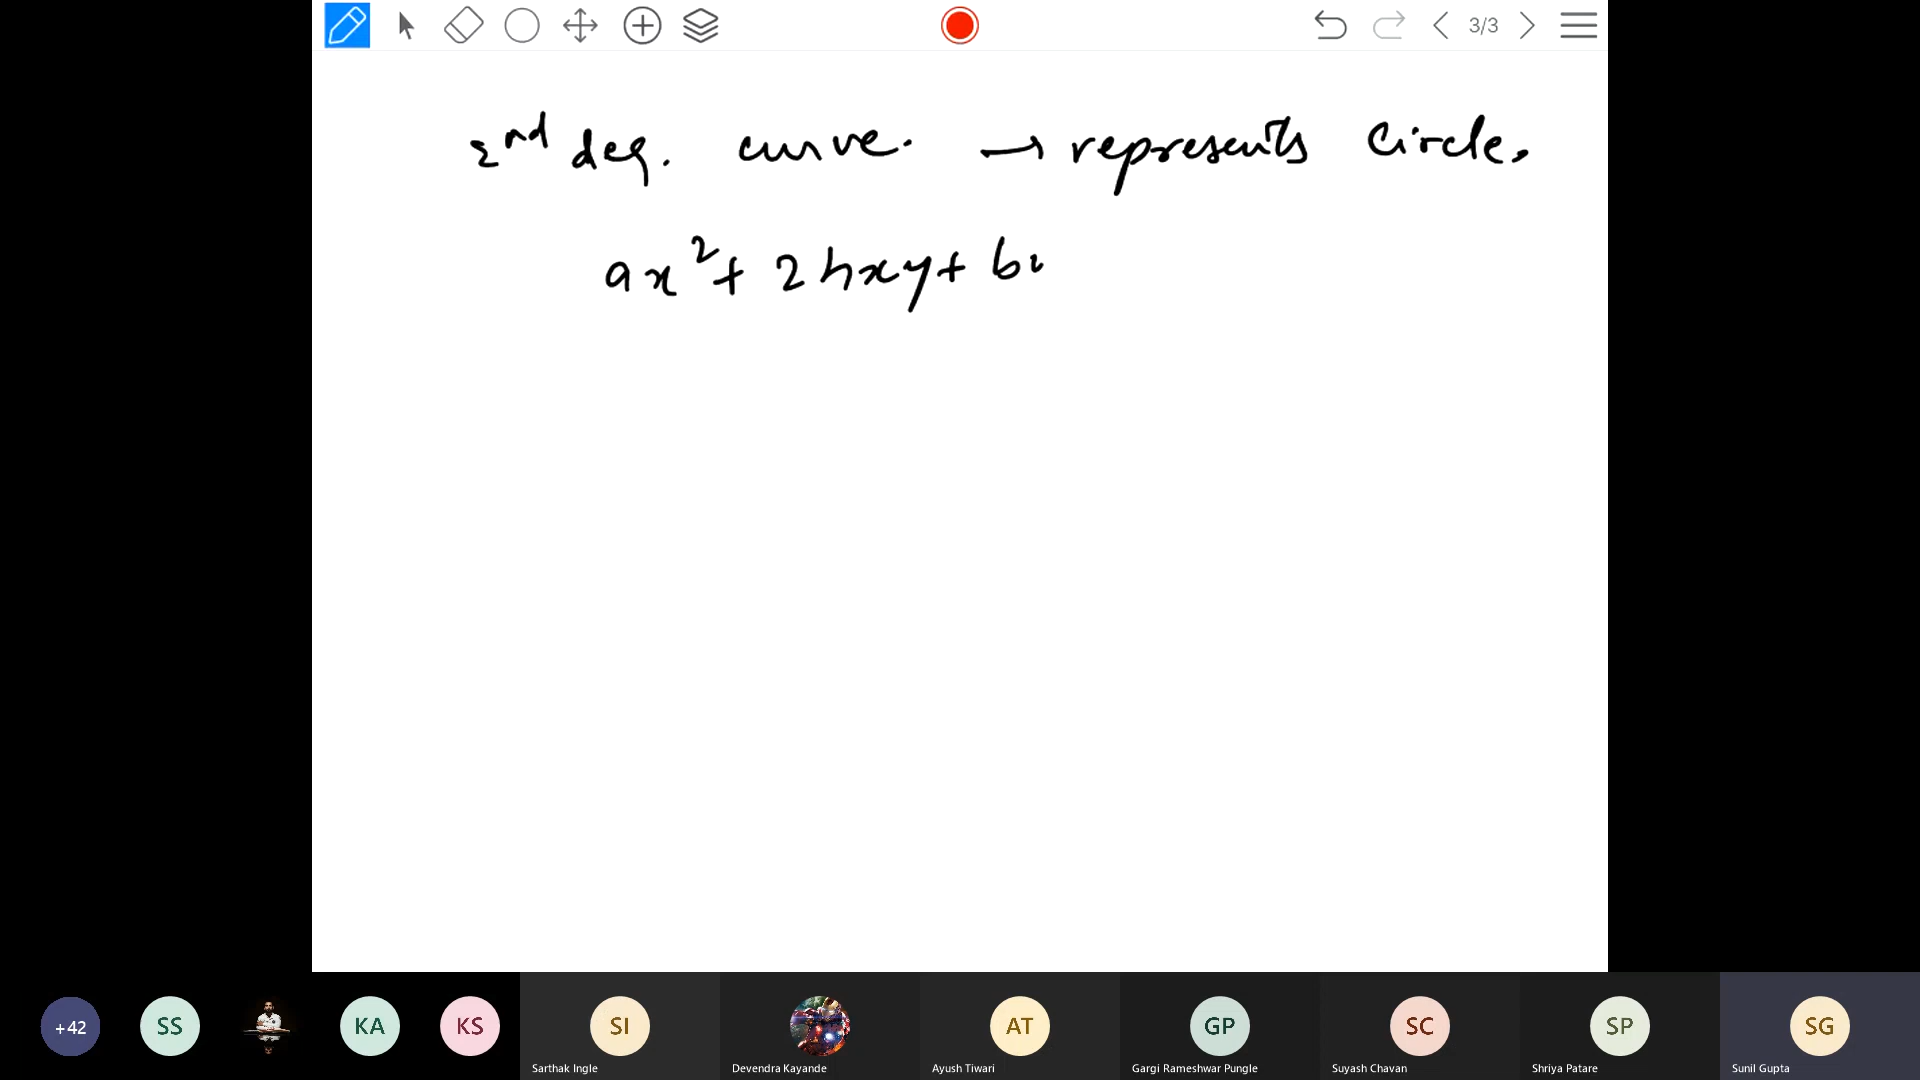 3/3
2nd deg. curve. → represents Circle.
ax² + 2hxy + b
+42 SS KA KS SI AT GP SC SP SG
Sarthak Ingle Devendra Kayande Ayush Tiwari Gargi Rameshwar Pungle Suyash Chavan Shriya Patare Sunil Gupta